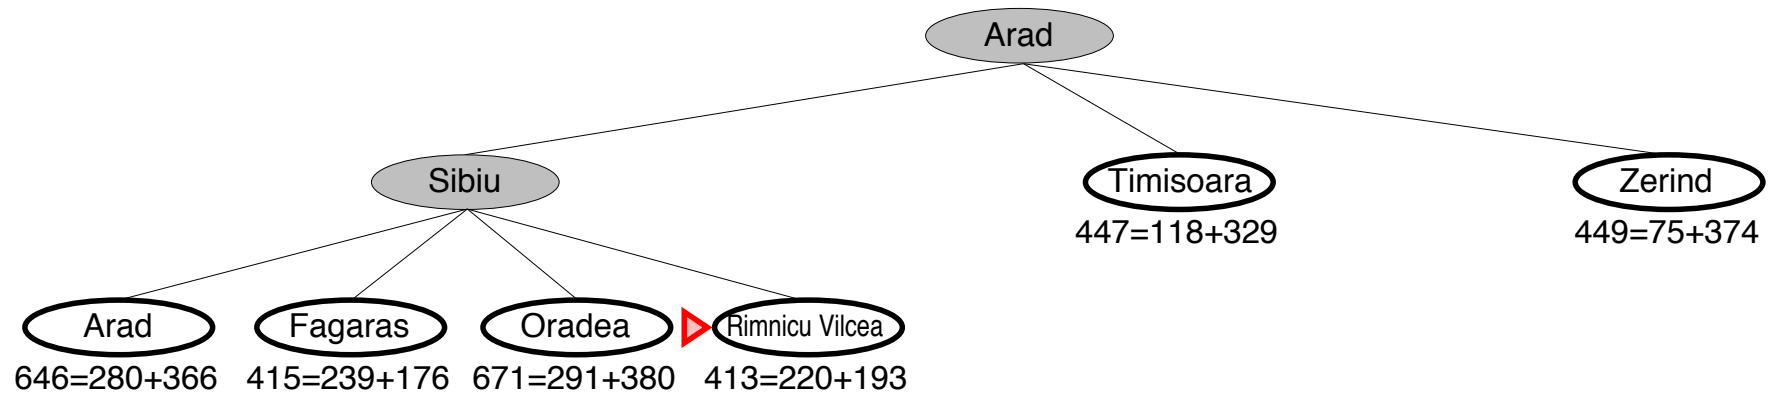 Arad
Sibiu
Timisoara
Zerind
447=118+329
449=75+374
Arad
Fagaras
Oradea
Rimnicu Vilcea
646=280+366
415=239+176
671=291+380
413=220+193